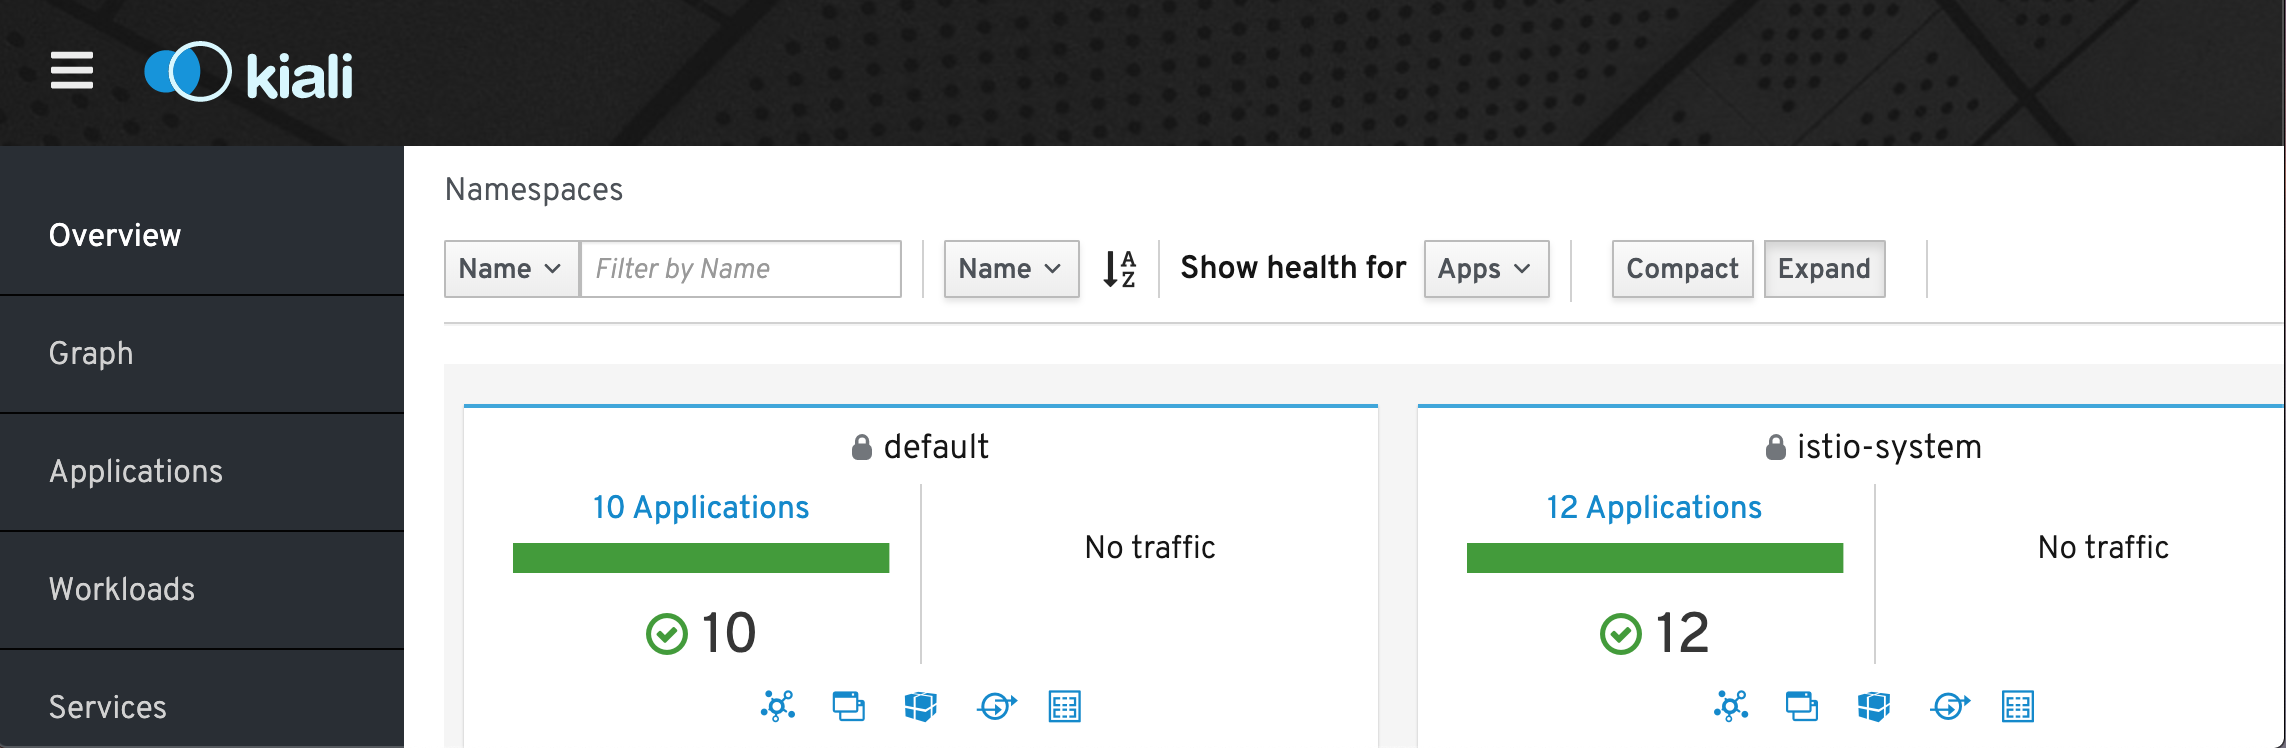 kiali
Overview
Graph
Applications
Workloads
Services
Namespaces
Name Filter by Name Name A Z Show health for Apps Compact Expand
default
10 Applications
No traffic
10
istio-system
12 Applications
No traffic
12